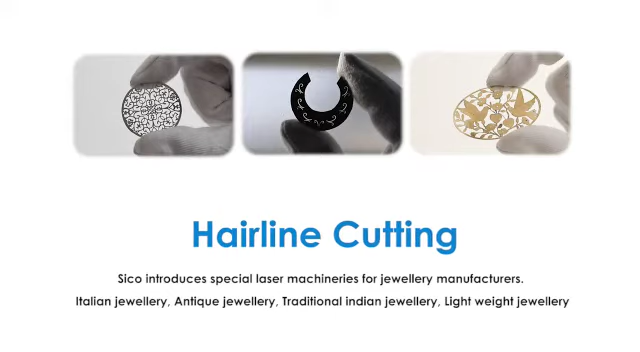 Hairline Cutting
Sico introduces special laser machineries for jewellery manufacturers.
Italian jewellery, Antique jewellery, Traditional indian jewellery, Light weight jewellery